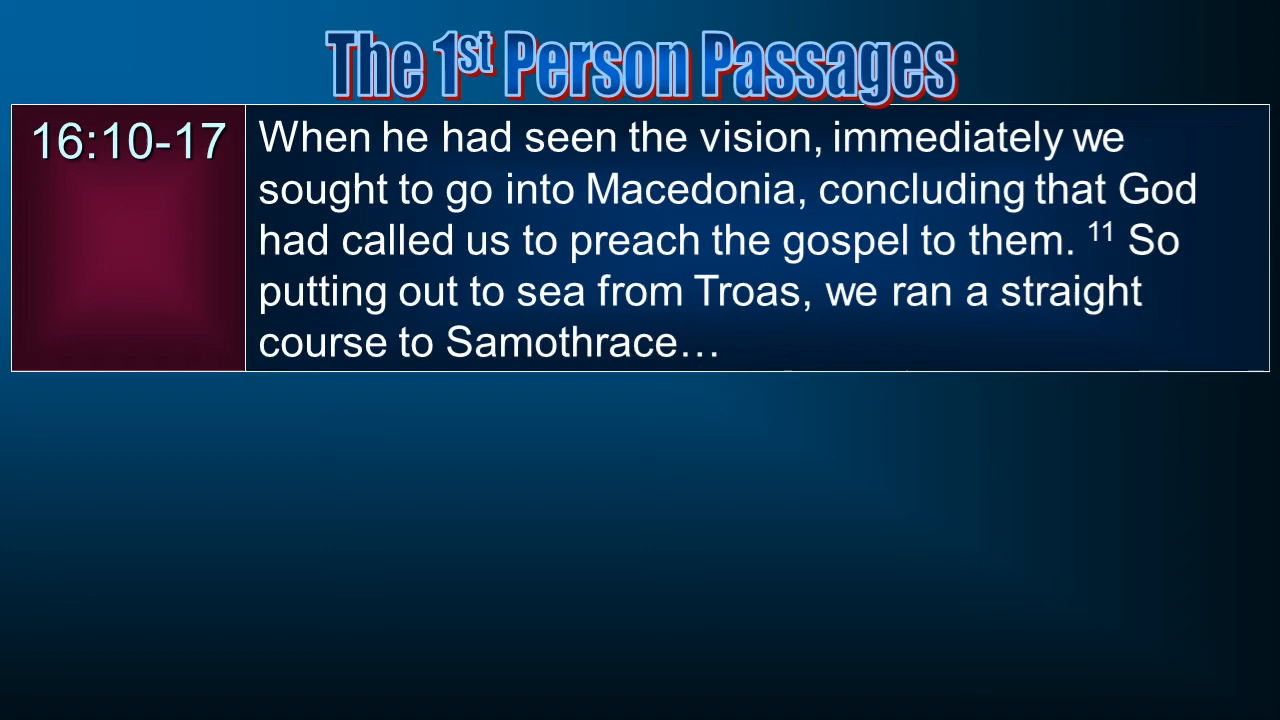 The 1st Person Passages
16:10-17
When he had seen the vision, immediately we
sought to go into Macedonia, concluding that God
had called us to preach the gospel to them. 11 So
putting out to sea from Troas, we ran a straight
course to Samothrace…